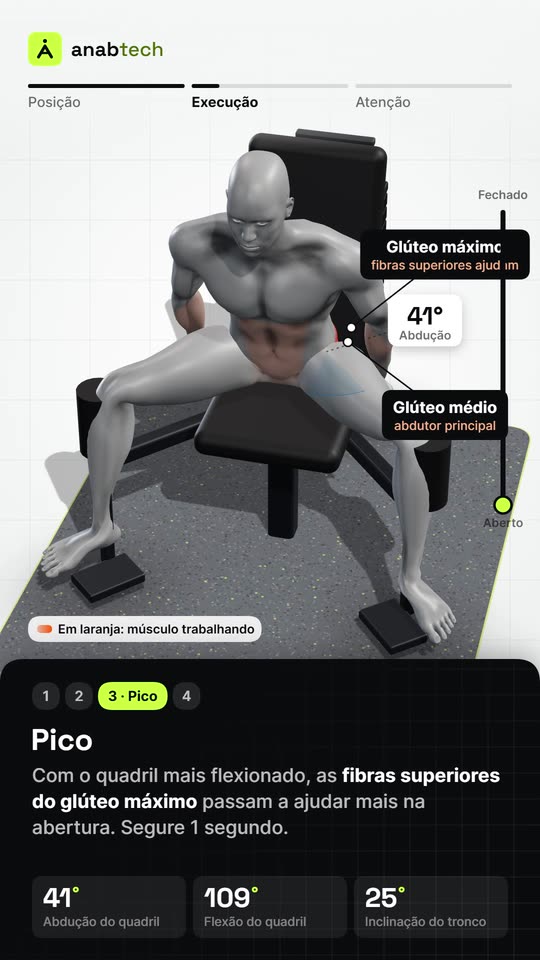 anabtech
Posição
Execução
Atenção
Fechado
Glúteo máximo
fibras superiores ajudam
41°
Abdução
Glúteo médio
abdutor principal
Aberto
Em laranja: músculo trabalhando
1
2
3 · Pico
4
Pico
Com o quadril mais flexionado, as fibras superiores
do glúteo máximo passam a ajudar mais na
abertura. Segure 1 segundo.
41°
Abdução do quadril
109°
Flexão do quadril
25°
Inclinação do tronco